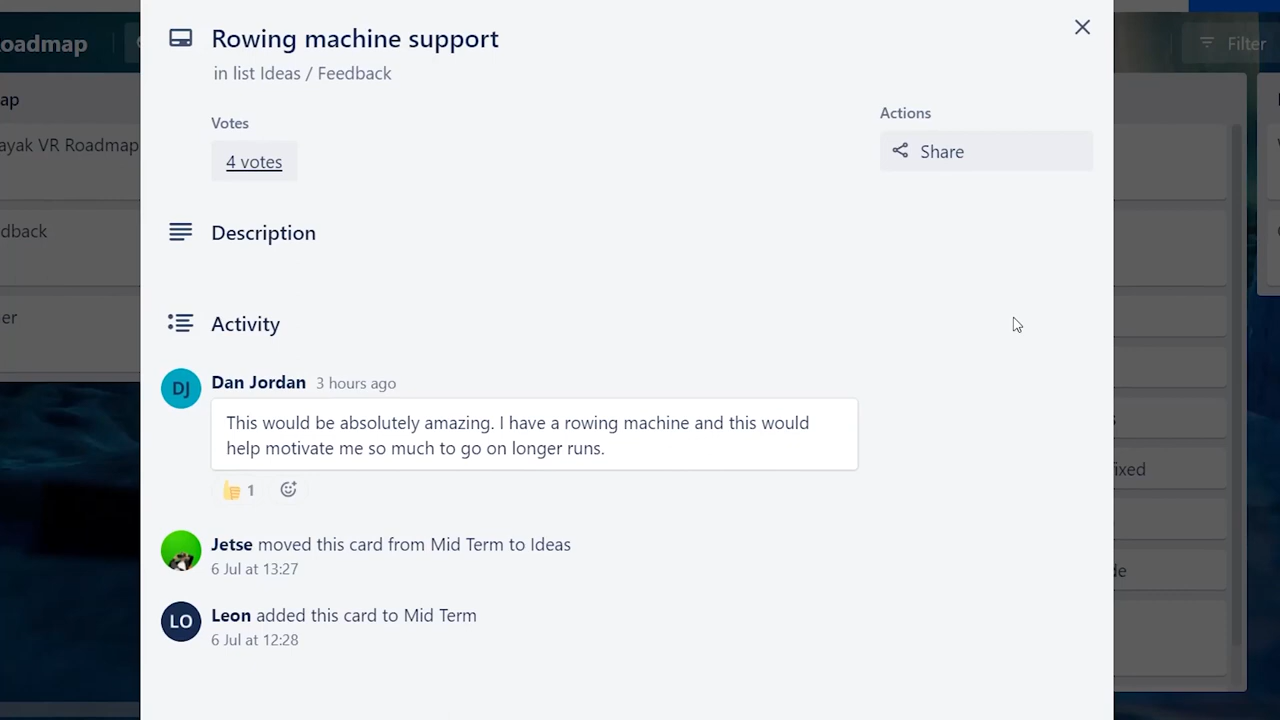 oadmap
Filter
ap
ayak VR Roadmap
dback
er
Rowing machine support
in list Ideas / Feedback
Votes
4 votes
Actions
Share
Description
Activity
DJ
Dan Jordan 3 hours ago
This would be absolutely amazing. I have a rowing machine and this would
help motivate me so much to go on longer runs.
1
Jetse moved this card from Mid Term to Ideas
6 Jul at 13:27
LO
Leon added this card to Mid Term
6 Jul at 12:28
ixed
de